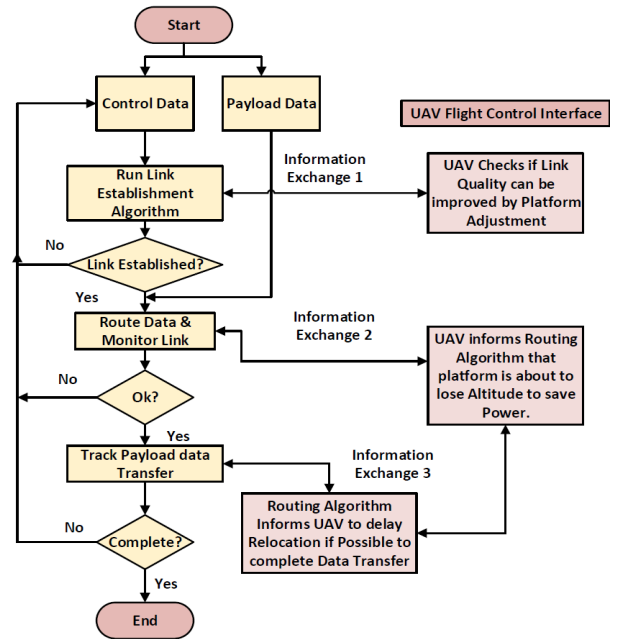 Start
Control Data
Payload Data
UAV Flight Control Interface
Information
Exchange 1
Run Link
Establishment
Algorithm
UAV Checks if Link
Quality can be
improved by Platform
Adjustment
No
Link Established?
Yes
Information
Exchange 2
Route Data &
Monitor Link
UAV informs Routing
Algorithm that
platform is about to
lose Altitude to save
Power.
No
Ok?
Yes
Information
Exchange 3
Track Payload data
Transfer
Routing Algorithm
Informs UAV to delay
Relocation if Possible to
complete Data Transfer
No
Complete?
Yes
End